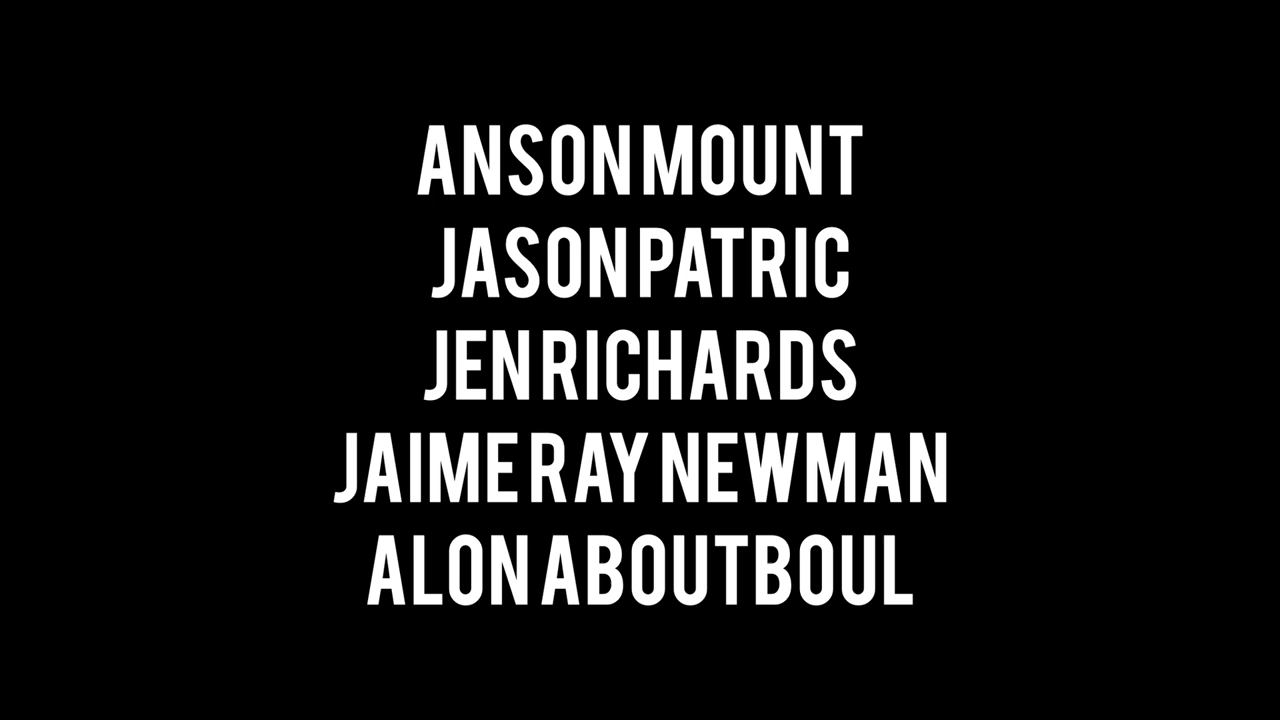 ANSON MOUNT
JASON PATRIC
JEN RICHARDS
JAIME RAY NEWMAN
ALON ABOUTBOUL